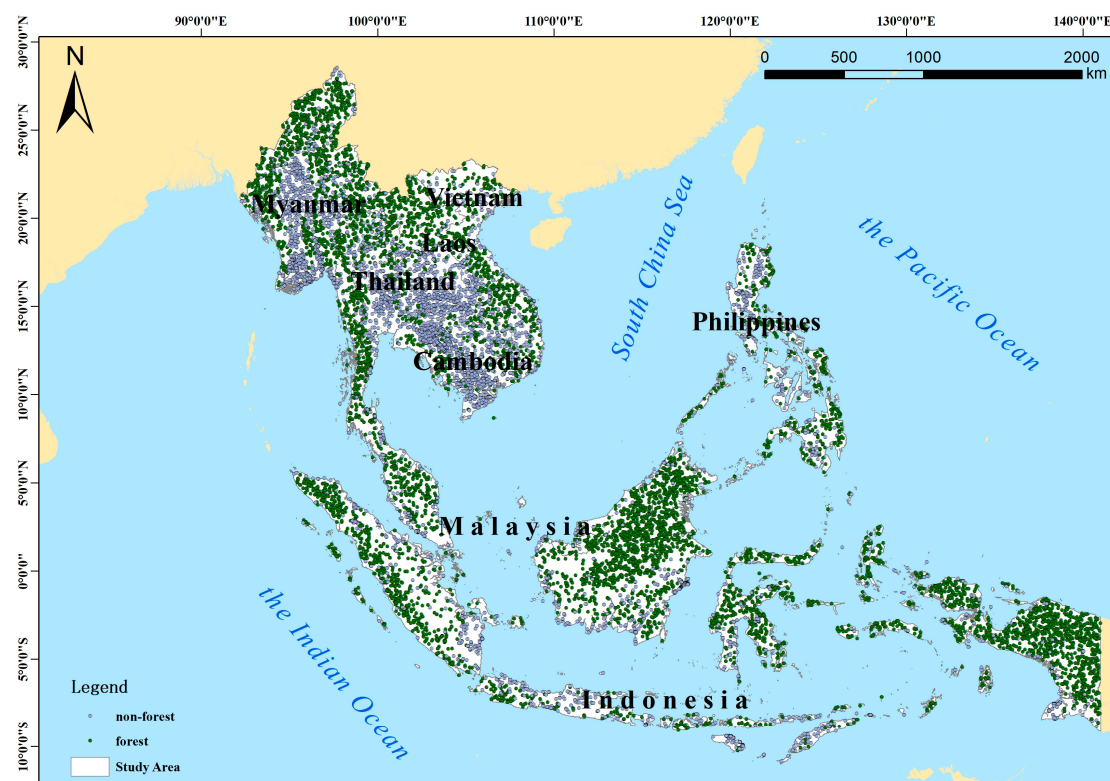 90°0'0"E 100°0'0"E 110°0'0"E 120°0'0"E 130°0'0"E 140°0'0"E
30°0'0"N
25°0'0"N
20°0'0"N
15°0'0"N
10°0'0"N
5°0'0"N
0°0'0"
5°0'0"S
10°0'0"S
N
0 500 1000 2000
km
Myanmar
Vietnam
Laos
Thailand
Cambodia
Philippines
Malaysia
Indonesia
South China Sea
the Pacific Ocean
the Indian Ocean
Legend
non-forest
forest
Study Area